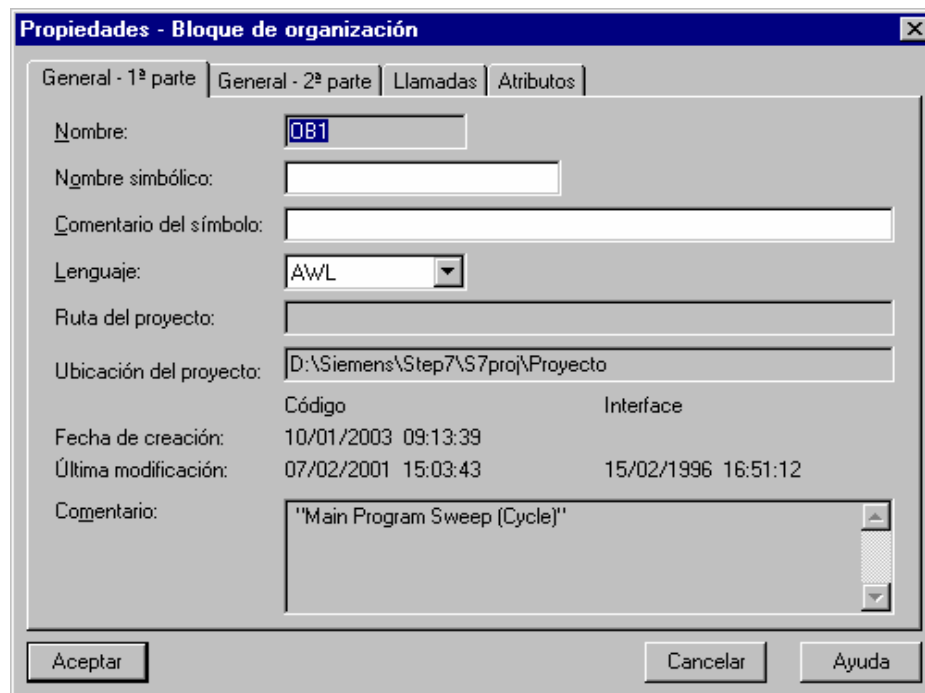 Propiedades - Bloque de organización
General - 1ª parte General - 2ª parte Llamadas Atributos
Nombre: OB1
Nombre simbólico:
Comentario del símbolo:
Lenguaje: AWL
Ruta del proyecto:
Ubicación del proyecto: D:\Siemens\Step7\S7proj\Proyecto
Código Interface
Fecha de creación: 10/01/2003 09:13:39
Última modificación: 07/02/2001 15:03:43 15/02/1996 16:51:12
Comentario: "Main Program Sweep (Cycle)"
Aceptar Cancelar Ayuda